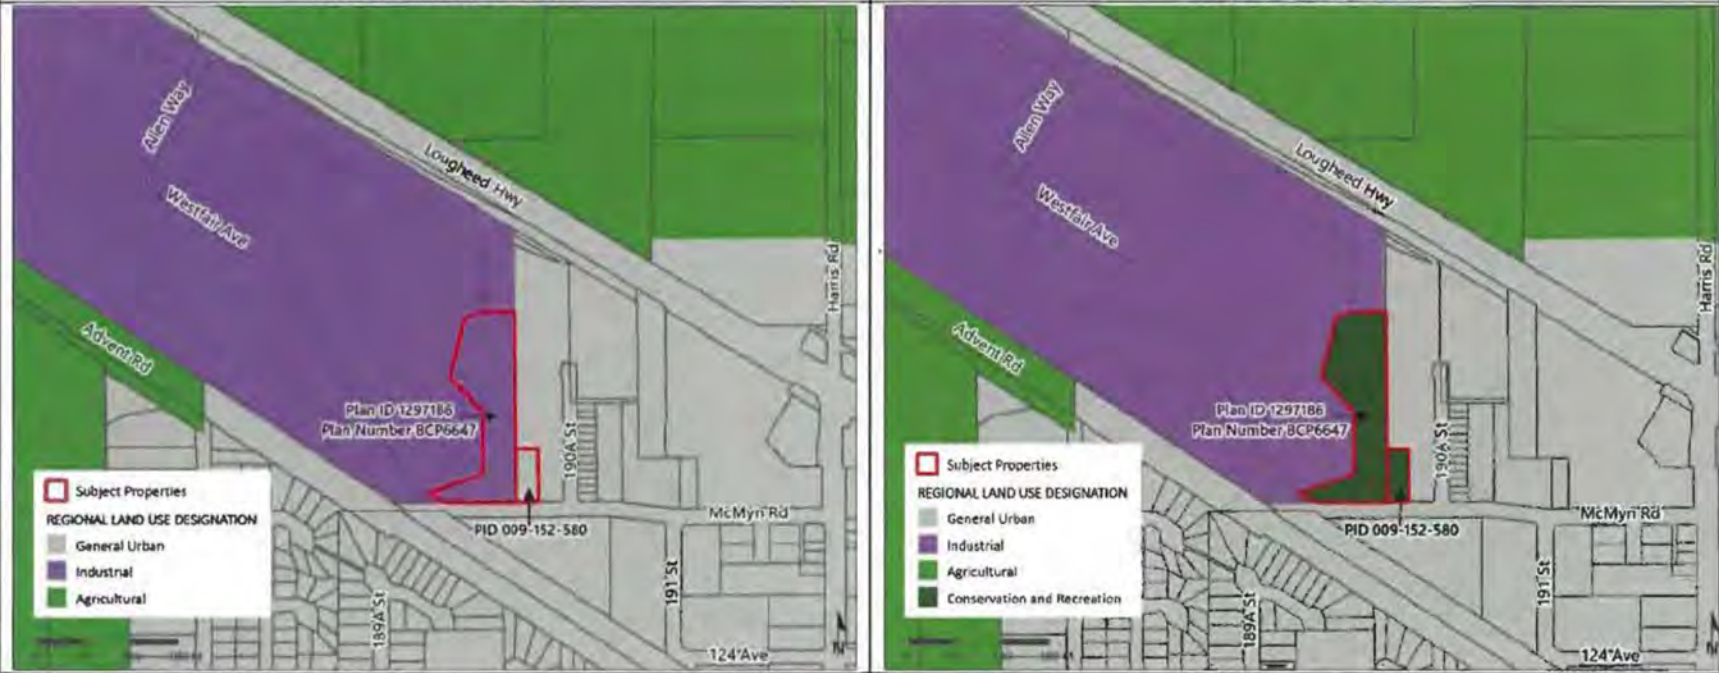 Allen Way
Westfair Ave
Lougheed Hwy
Harris Rd
Advent Rd
Plan ID 1297186
Plan Number BCP6647
190A St
Subject Properties
REGIONAL LAND USE DESIGNATION
General Urban
Industrial
Agricultural
PID 009-152-580
McMyn Rd
191 St
189A St
124 Ave
Allen Way
Westfair Ave
Lougheed Hwy
Harris Rd
Advent Rd
Plan ID 1297186
Plan Number BCP6647
190A St
Subject Properties
REGIONAL LAND USE DESIGNATION
General Urban
Industrial
Agricultural
Conservation and Recreation
PID 009-152-580
McMyn Rd
191 St
189A St
124 Ave
N